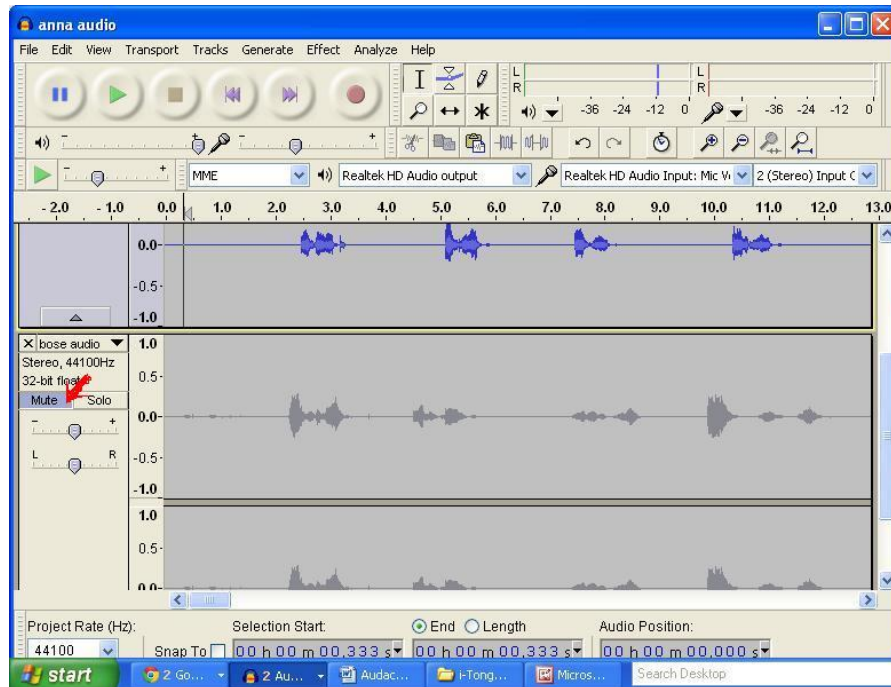 anna audio
File Edit View Transport Tracks Generate Effect Analyze Help
L
R
-36 -24 -12 0
L
R
-36 -24 -12 0
MME
Realtek HD Audio output
Realtek HD Audio Input: Mic
2 (Stereo) Input C
- 2.0 - 1.0 0.0 1.0 2.0 3.0 4.0 5.0 6.0 7.0 8.0 9.0 10.0 11.0 12.0 13.0
0.0
-0.5
-1.0
X bose audio
Stereo, 44100Hz
32-bit float
Mute Solo
- +
L R
1.0
0.5
0.0
-0.5
-1.0
1.0
0.5
0.0
Project Rate (Hz): Selection Start: End Length Audio Position:
44100 Snap To 00 h 00 m 00.333 s 00 h 00 m 00.333 s 00 h 00 m 00.000 s
start 2 Go... 2 Au... Audac... i-Tong... Micros... Search Desktop